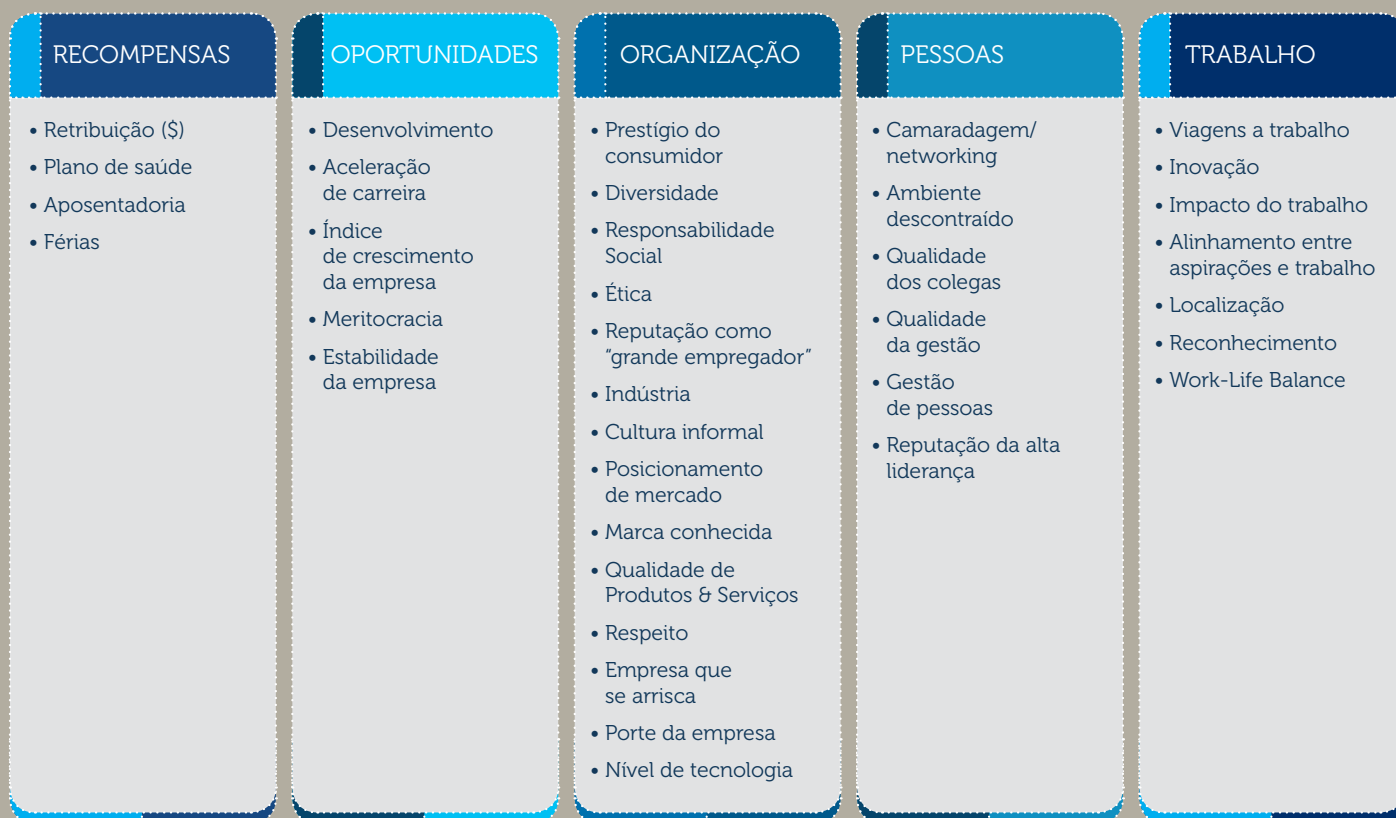 RECOMPENSAS
• Retribuição ($)
• Plano de saúde
• Aposentadoria
• Férias
OPORTUNIDADES
• Desenvolvimento
• Aceleração
de carreira
• Índice
de crescimento
da empresa
• Meritocracia
• Estabilidade
da empresa
ORGANIZAÇÃO
• Prestígio do
consumidor
• Diversidade
• Responsabilidade
Social
• Ética
• Reputação como
“grande empregador”
• Indústria
• Cultura informal
• Posicionamento
de mercado
• Marca conhecida
• Qualidade de
Produtos & Serviços
• Respeito
• Empresa que
se arrisca
• Porte da empresa
• Nível de tecnologia
PESSOAS
• Camaradagem/
networking
• Ambiente
descontraído
• Qualidade
dos colegas
• Qualidade
da gestão
• Gestão
de pessoas
• Reputação da alta
liderança
TRABALHO
• Viagens a trabalho
• Inovação
• Impacto do trabalho
• Alinhamento entre
aspirações e trabalho
• Localização
• Reconhecimento
• Work-Life Balance